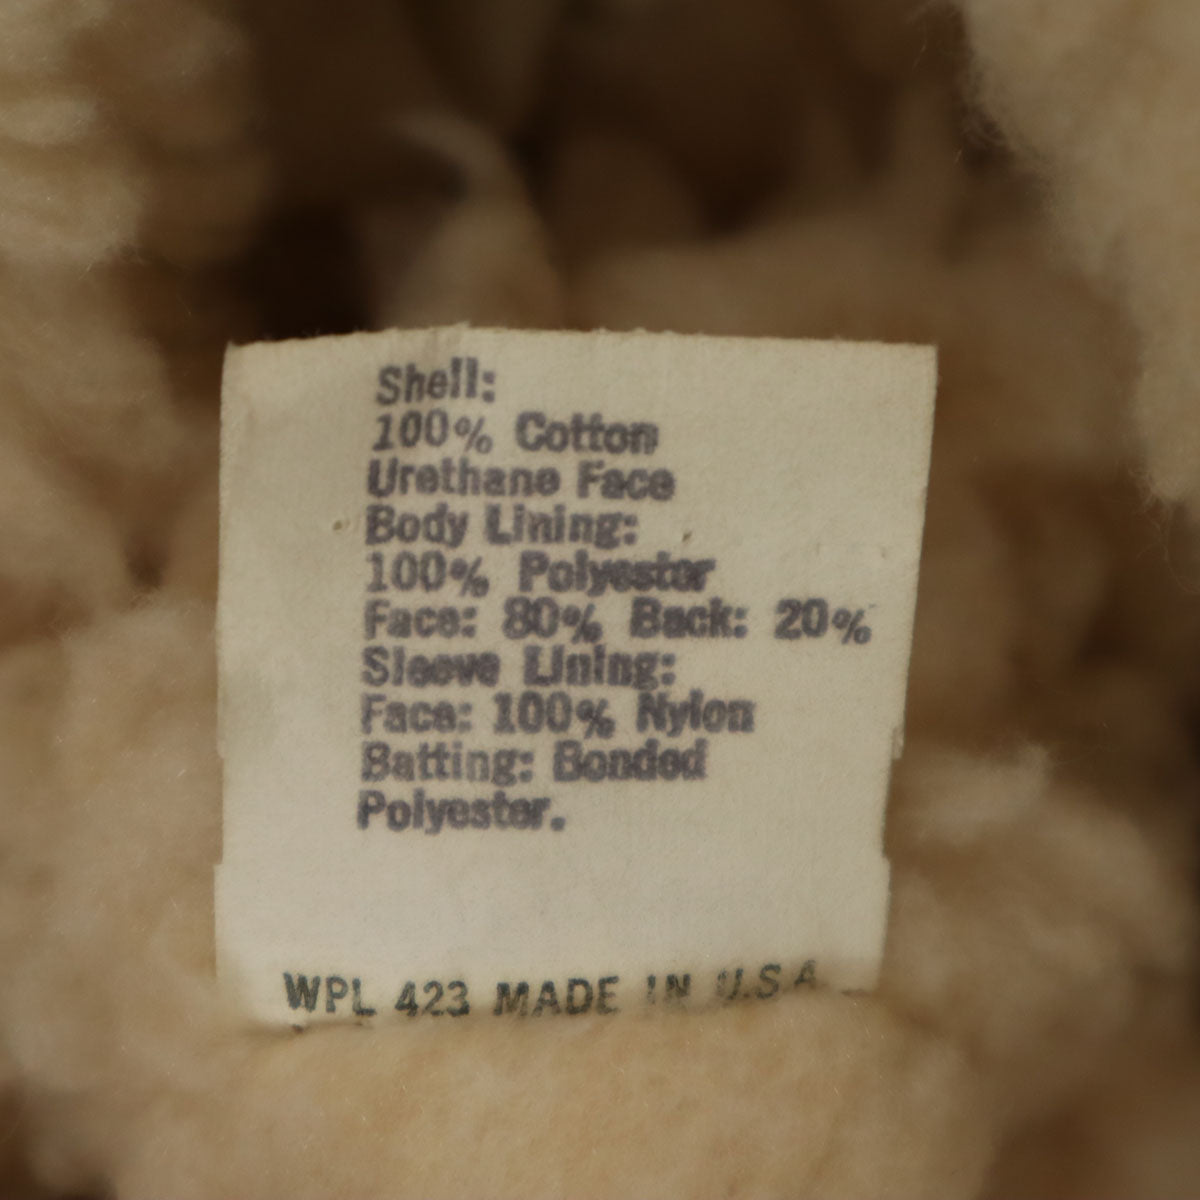 Shell:
100% Cotton
Urethane Face
Body Lining:
100% Polyester
Face: 80% Back: 20%
Sleeve Lining:
Face: 100% Nylon
Batting: Bonded
Polyester.
WPL 423 MADE IN U.S.A